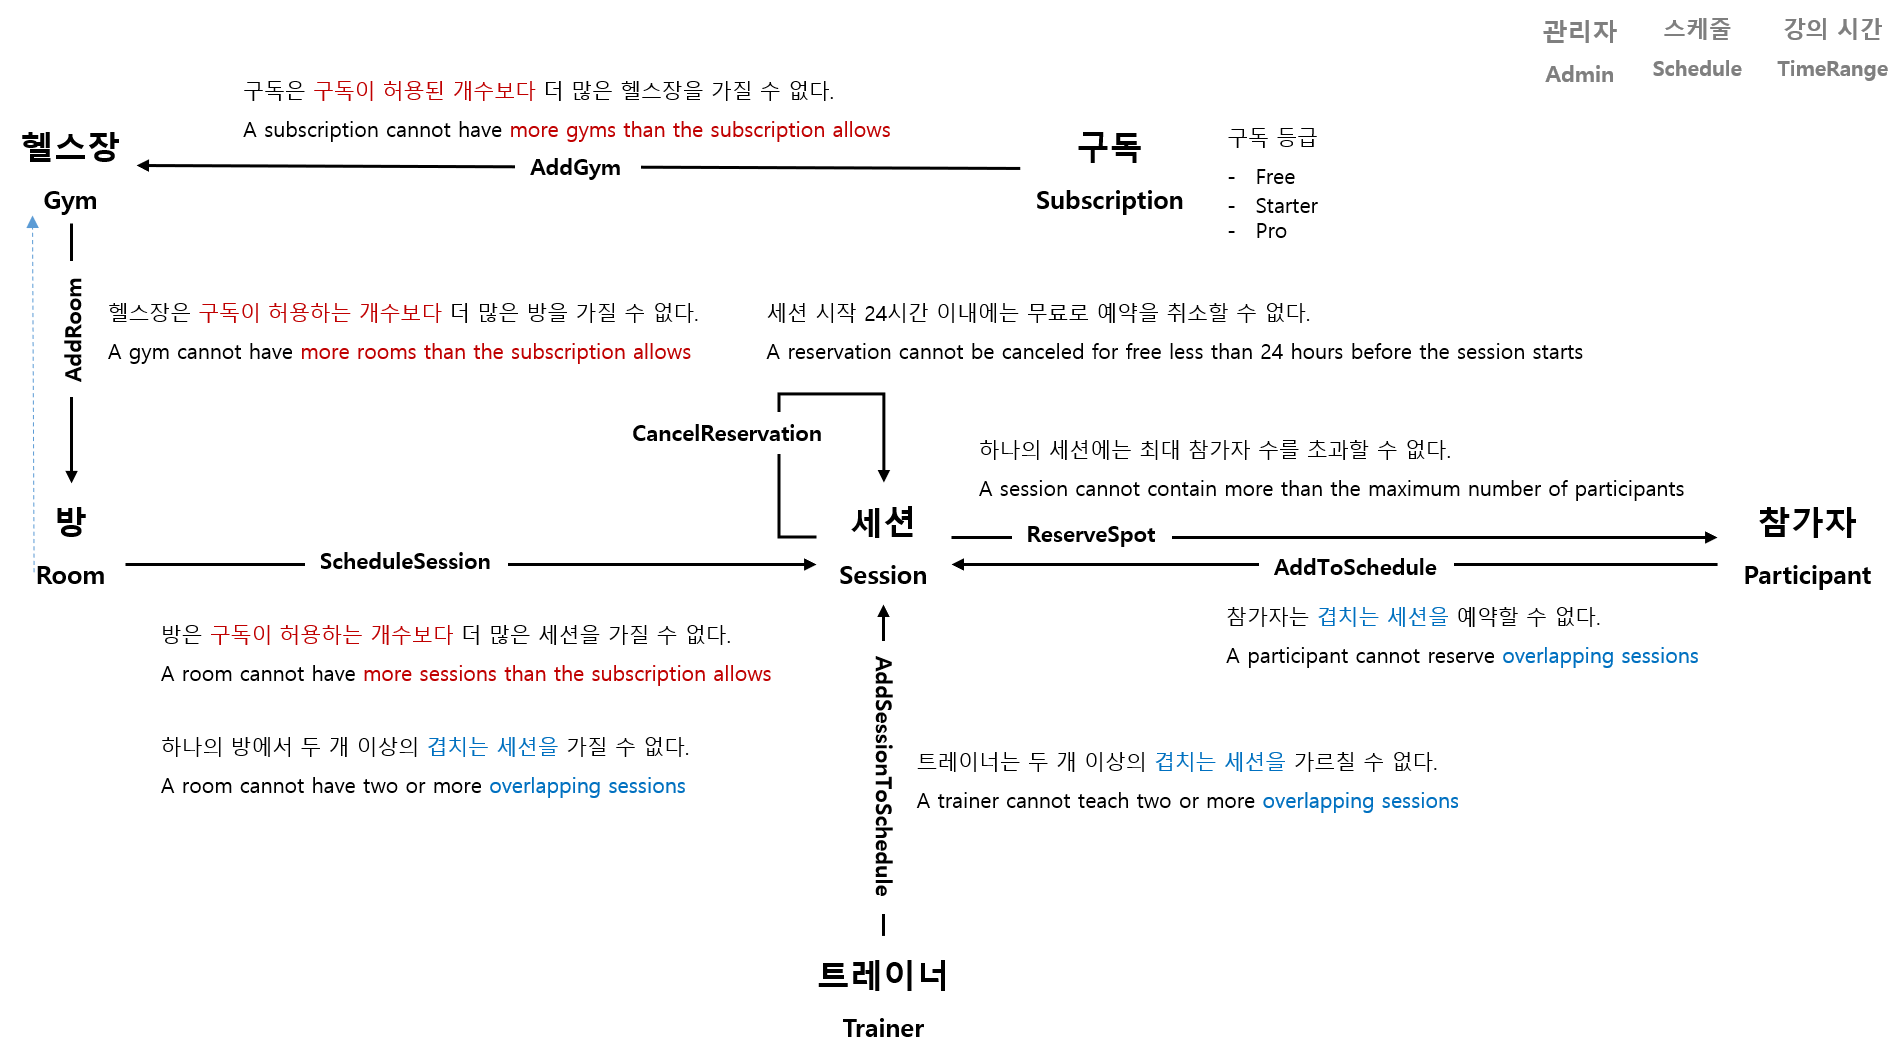 관리자
Admin
스케줄
Schedule
강의 시간
TimeRange
구독은 구독이 허용된 개수보다 더 많은 헬스장을 가질 수 없다.
A subscription cannot have more gyms than the subscription allows
헬스장
Gym
AddGym
구독
Subscription
구독 등급
- Free
- Starter
- Pro
AddRoom
헬스장은 구독이 허용하는 개수보다 더 많은 방을 가질 수 없다.
A gym cannot have more rooms than the subscription allows
세션 시작 24시간 이내에는 무료로 예약을 취소할 수 없다.
A reservation cannot be canceled for free less than 24 hours before the session starts
CancelReservation
하나의 세션에는 최대 참가자 수를 초과할 수 없다.
A session cannot contain more than the maximum number of participants
방
Room
ScheduleSession
세션
Session
ReserveSpot
AddToSchedule
참가자
Participant
방은 구독이 허용하는 개수보다 더 많은 세션을 가질 수 없다.
A room cannot have more sessions than the subscription allows
참가자는 겹치는 세션을 예약할 수 없다.
A participant cannot reserve overlapping sessions
하나의 방에서 두 개 이상의 겹치는 세션을 가질 수 없다.
A room cannot have two or more overlapping sessions
AddSessionToSchedule
트레이너는 두 개 이상의 겹치는 세션을 가르칠 수 없다.
A trainer cannot teach two or more overlapping sessions
트레이너
Trainer